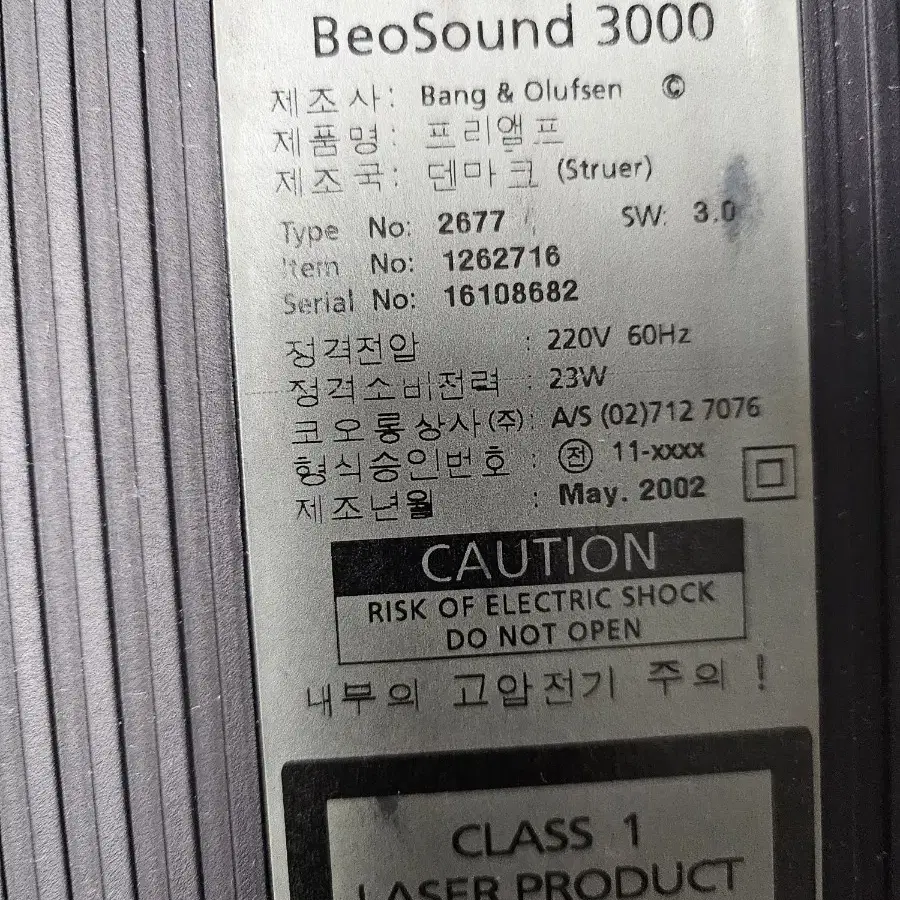 BeoSound 3000
제조사: Bang & Olufsen ©
제품명: 프리앰프
제조국: 덴마크 (Struer)
Type No: 2677 SW: 3.0
Item No: 1262716
Serial No: 16108682
정격전압 : 220V 60Hz
정격소비전력 : 23W
코오롱상사(주): A/S (02)712 7076
형식승인번호 : 전 11-xxxx
제조년월 : May. 2002
CAUTION
RISK OF ELECTRIC SHOCK
DO NOT OPEN
내부의 고압전기 주의 !
CLASS 1
LASER PRODUCT